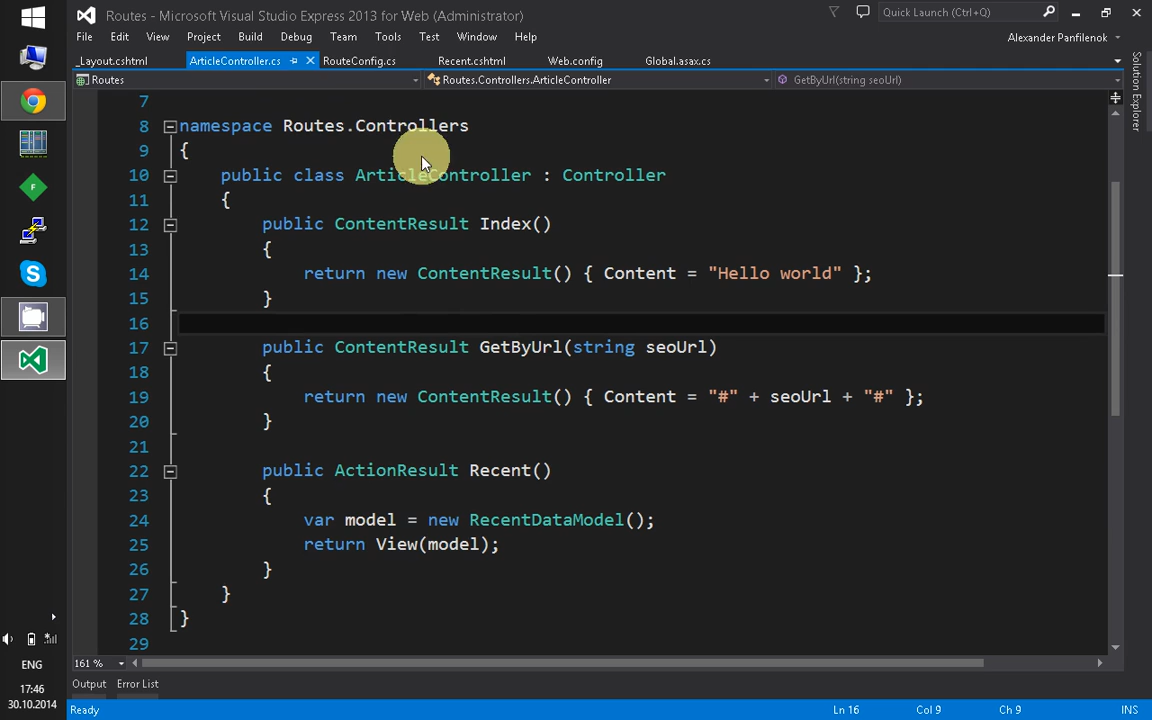 Routes - Microsoft Visual Studio Express 2013 for Web (Administrator)
Quick Launch (Ctrl+Q)
File Edit View Project Build Debug Team Tools Test Window Help
Alexander Panfilenok
_Layout.cshtml ArticleController.cs RouteConfig.cs Recent.cshtml Web.config Global.asax.cs
Routes Routes.Controllers.ArticleController GetByUrl(string seoUrl)
Solution Explorer
7
8 namespace Routes.Controllers
9 {
10 public class ArticleController : Controller
11 {
12 public ContentResult Index()
13 {
14 return new ContentResult() { Content = "Hello world" };
15 }
16
17 public ContentResult GetByUrl(string seoUrl)
18 {
19 return new ContentResult() { Content = "#" + seoUrl + "#" };
20 }
21
22 public ActionResult Recent()
23 {
24 var model = new RecentDataModel();
25 return View(model);
26 }
27 }
28 }
29
161 %
Output Error List
Ready Ln 16 Col 9 Ch 9 INS
F
ENG
17:46
30.10.2014